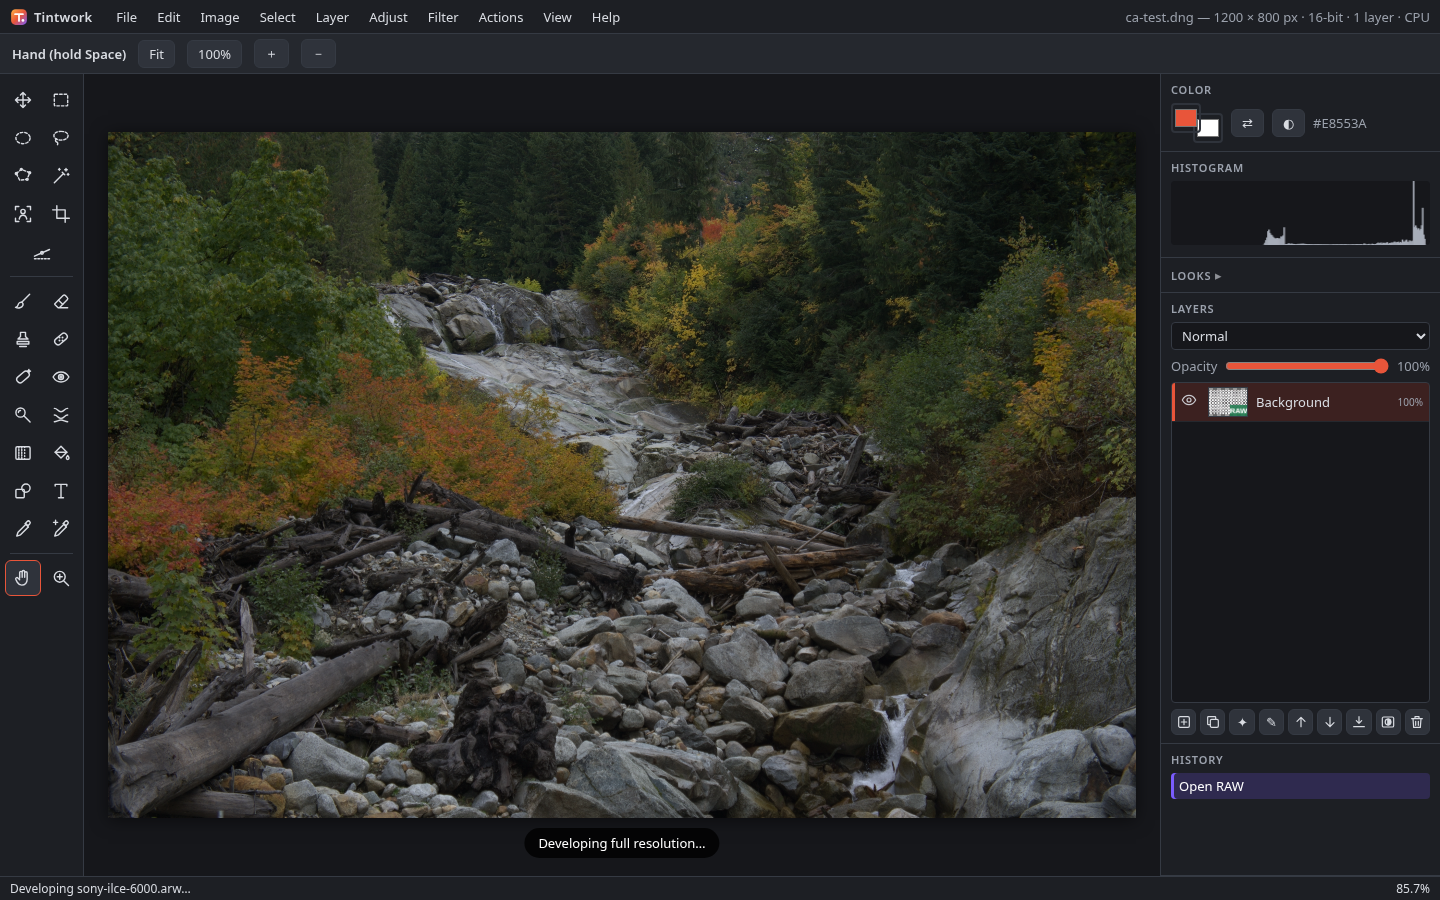 Tintwork File Edit Image Select Layer Adjust Filter Actions View Help ca-test.dng — 1200 × 800 px · 16-bit · 1 layer · CPU
Hand (hold Space) Fit 100% + −
COLOR
#E8553A
HISTOGRAM
LOOKS ▸
LAYERS
Normal
Opacity 100%
RAW Background 100%
HISTORY
Open RAW
Developing full resolution…
Developing sony-ilce-6000.arw… 85.7%